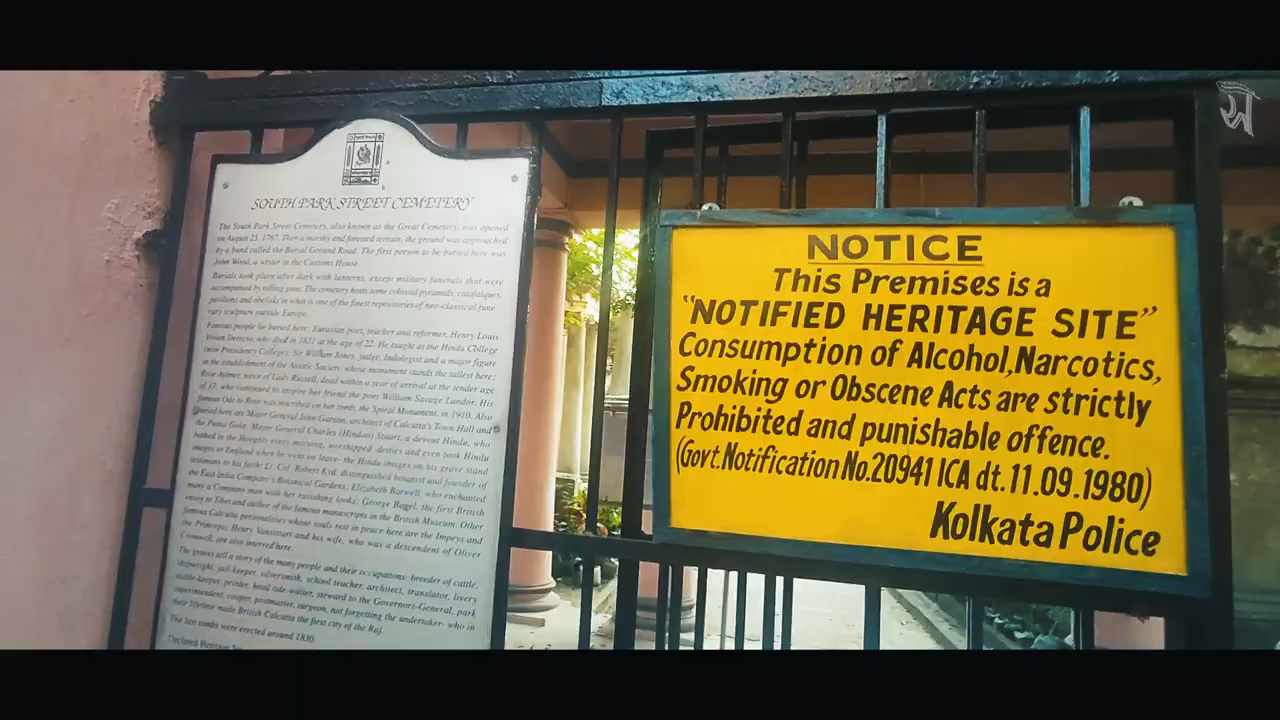 SOUTH PARK STREET CEMETERY
The South Park Street Cemetery, also known as the Great Cemetery, was opened
on August 25, 1767. Then a marshy and forested terrain, the ground was approached
by a bund called the Burial Ground Road. The first person to be buried here was
John Wood, a writer in the Customs House.
Burials took place after dark with lanterns, except military funerals that were
accompanied by rolling guns. The cemetery hosts some colossal pyramids, catafalques,
pavilions and obelisks in what is one of the finest repositories of neo-classical fune
rary sculpture outside Europe.
Famous people lie buried here: Eurasian poet, teacher and reformer, Henry Louis
Vivian Derozio, who died in 1831 at the age of 22. He taught at the Hindu College
(now Presidency College); Sir William Jones, judge, Indologist and a major figure
in the establishment of the Asiatic Society, whose monument stands the tallest here;
Rose Aylmer, niece of Lady Russell, dead within a year of arrival at the tender age
of 17, who continued to inspire her friend the poet William Savage Landor. His
famous Ode to Rose was inscribed on her tomb, the Spiral Monument, in 1910. Also
buried here are Major General John Garstin, architect of Calcutta's Town Hall and
the Patna Gola; Major General Charles (Hindoo) Stuart, a devout Hindu, who
bathed in the Hooghly every morning, worshipped deities and even took Hindu
images to England when he went on leave- the Hindu images on his grave stand
testimony to his faith; Lt. Col. Robert Kyd, distinguished botanist and founder of
the East India Company's Botanical Gardens; Elizabeth Barwell, who enchanted
many a Company man with her ravishing looks; George Bogel, the first British
envoy to Tibet and author of the famous manuscripts in the British Museum. Other
famous Calcutta personalities whose souls rest in peace here are the Impeys and
the Princeps; Henry Vansittart and his wife, who was a descendent of Oliver
Cromwell, are also interred here.
The graves tell a story of the many people and their occupations- breeder of cattle,
shipwright, jail-keeper, silversmith, school teacher, architect, translator, livery
stable-keeper, printer, head tide-waiter, steward to the Governors-General, park
superintendent, cooper, postmaster, surgeon, not forgetting the undertaker- who in
their lifetime made British Calcutta the first city of the Raj.
The last tombs were erected around 1830.
Declared Heritage
NOTICE
This Premises is a
"NOTIFIED HERITAGE SITE"
Consumption of Alcohol, Narcotics,
Smoking or Obscene Acts are strictly
Prohibited and punishable offence.
(Govt. Notification No. 20941 ICA dt. 11.09.1980)
Kolkata Police
অ